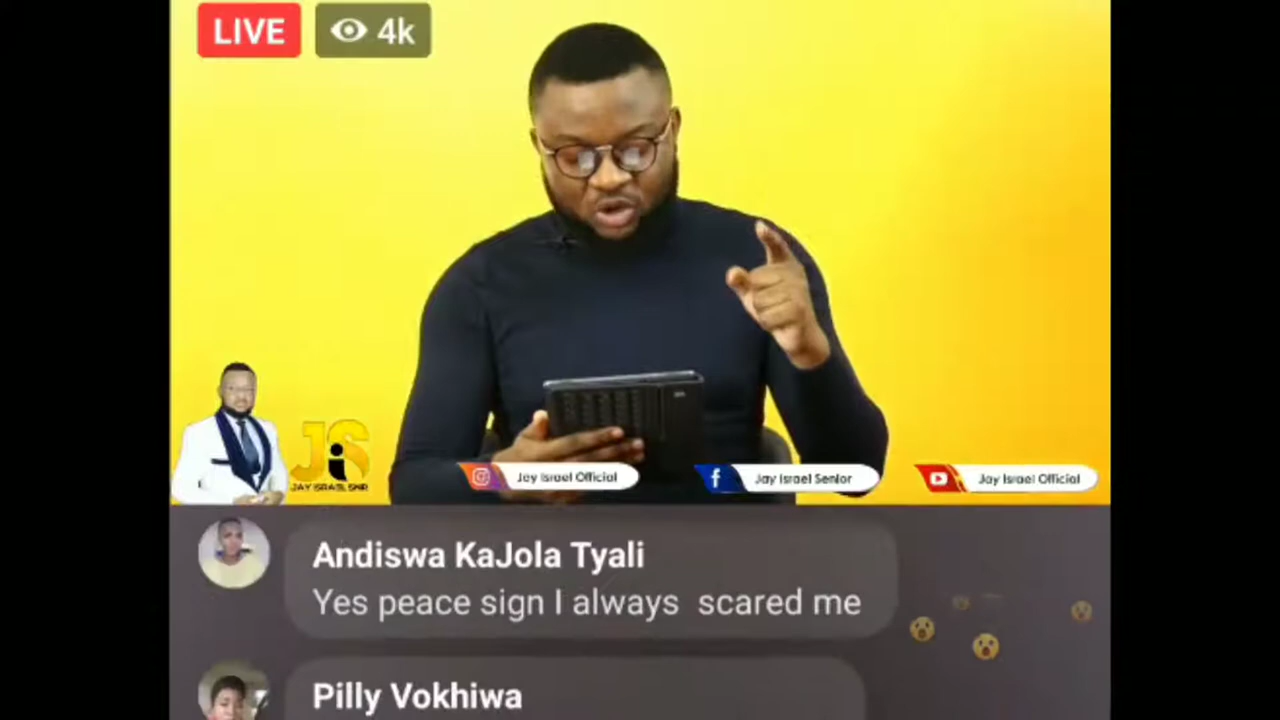 LIVE
4k
JS
JAY ISRAEL SNR
Jay Israel Official
Jay Israel Senior
Jay Israel Official
Andiswa KaJola Tyali
Yes peace sign I always scared me
Pilly Vokhiwa